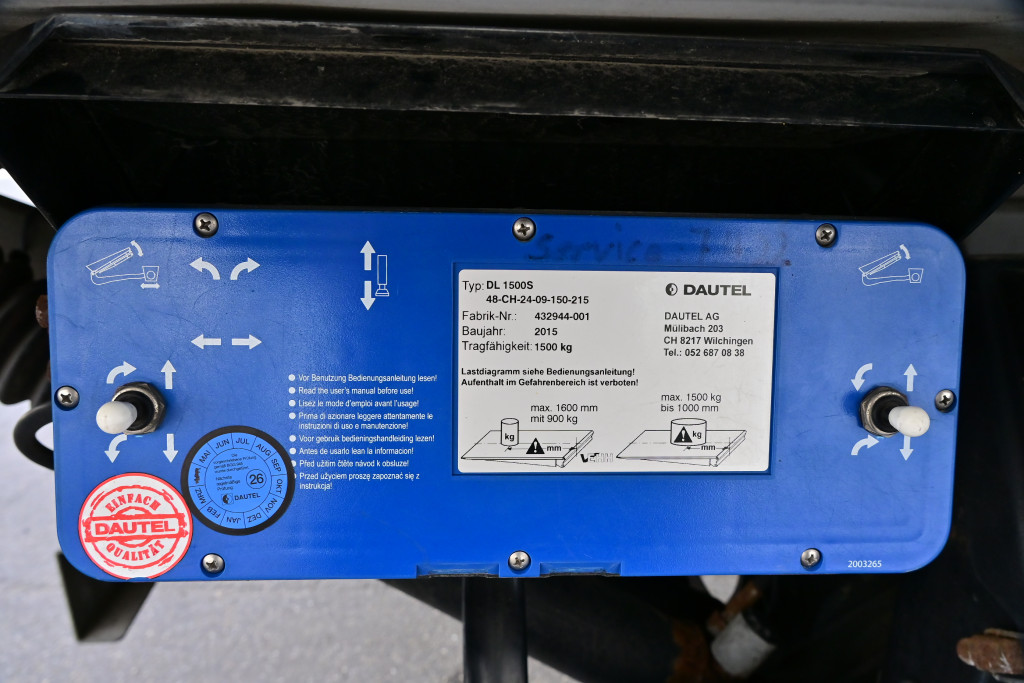 Service
Typ: DL 1500S
48-CH-24-09-150-215
Fabrik-Nr.: 432944-001
Baujahr: 2015
Tragfähigkeit: 1500 kg
DAUTEL
DAUTEL AG
Mülibach 203
CH 8217 Wilchingen
Tel.: 052 687 08 38
Lastdiagramm siehe Bedienungsanleitung!
Aufenthalt im Gefahrenbereich ist verboten!
max. 1600 mm
mit 900 kg
kg
mm
max. 1500 kg
bis 1000 mm
kg
mm
Vor Benutzung Bedienungsanleitung lesen!
Read the user's manual before use!
Lisez le mode d'emploi avant l'usage!
Prima di azionare leggere attentamente le
instruzioni di uso e manutenzione!
Voor gebruik bedieningshandleiding lezen!
Antes de usarlo lean la informacion!
Před užitím čtěte návod k obsluze!
Przed użyciem proszę zapoznać się z
instrukcja!
MRZ
MAI JUN JUL AUG SEP OKT NOV DEZ JAN FEB
26
DAUTEL
EINFACH
DAUTEL
QUALITÄT
2003265